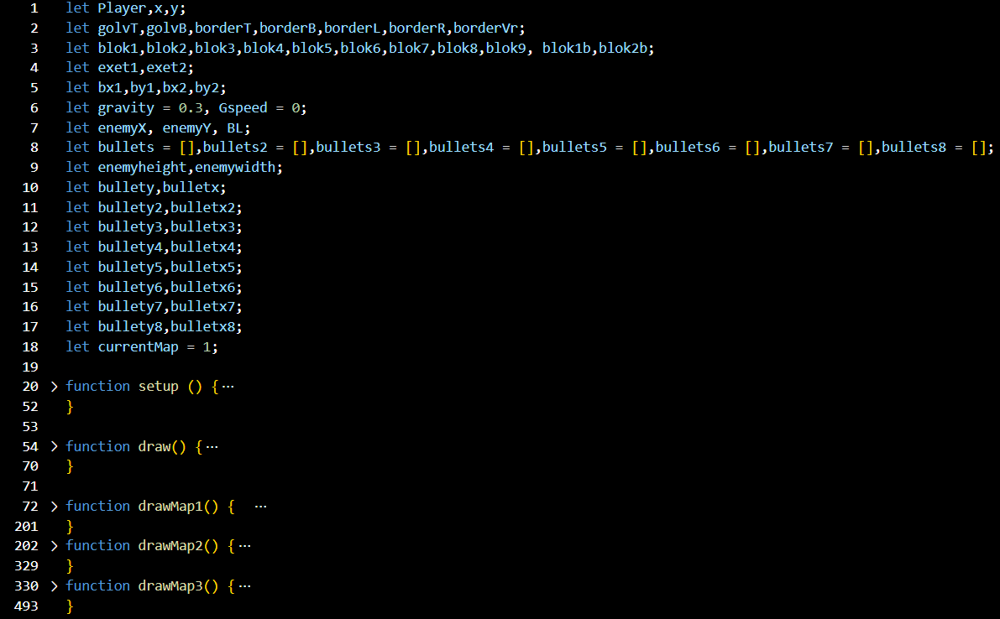 1 let Player,x,y;
2 let golvT,golvB,borderT,borderB,borderL,borderR,borderVr;
3 let blok1,blok2,blok3,blok4,blok5,blok6,blok7,blok8,blok9, blok1b,blok2b;
4 let exet1,exet2;
5 let bx1,by1,bx2,by2;
6 let gravity = 0.3, Gspeed = 0;
7 let enemyX, enemyY, BL;
8 let bullets = [],bullets2 = [],bullets3 = [],bullets4 = [],bullets5 = [],bullets6 = [],bullets7 = [],bullets8 = [];
9 let enemyheight,enemywidth;
10 let bullety,bulletx;
11 let bullety2,bulletx2;
12 let bullety3,bulletx3;
13 let bullety4,bulletx4;
14 let bullety5,bulletx5;
15 let bullety6,bulletx6;
16 let bullety7,bulletx7;
17 let bullety8,bulletx8;
18 let currentMap = 1;
19
20 > function setup () {···
52 }
53
54 > function draw() {···
70 }
71
72 > function drawMap1() {  ···
201 }
202 > function drawMap2() {···
329 }
330 > function drawMap3() {···
493 }